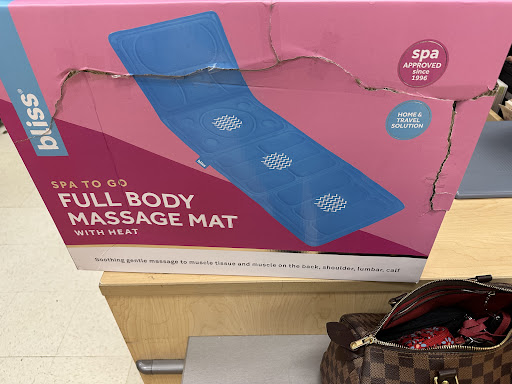 bliss
spa
APPROVED
since
1996
HOME &
TRAVEL
SOLUTION
SPA TO GO
FULL BODY
MASSAGE MAT
WITH HEAT
Soothing gentle massage to muscle tissue and muscle on the back, shoulder, lumbar, calf